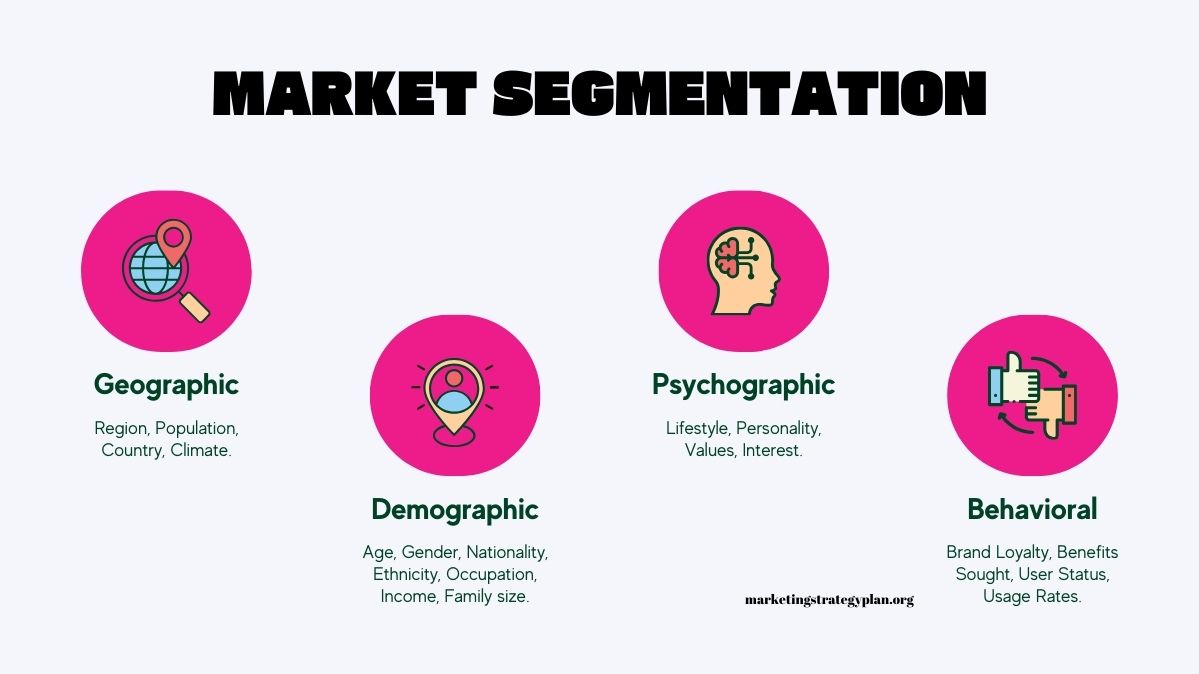 MARKET SEGMENTATION
Geographic
Region, Population,
Country, Climate.
Demographic
Age, Gender, Nationality,
Ethnicity, Occupation,
Income, Family size.
Psychographic
Lifestyle, Personality,
Values, Interest.
Behavioral
Brand Loyalty, Benefits
Sought, User Status,
Usage Rates.
marketingstrategyplan.org